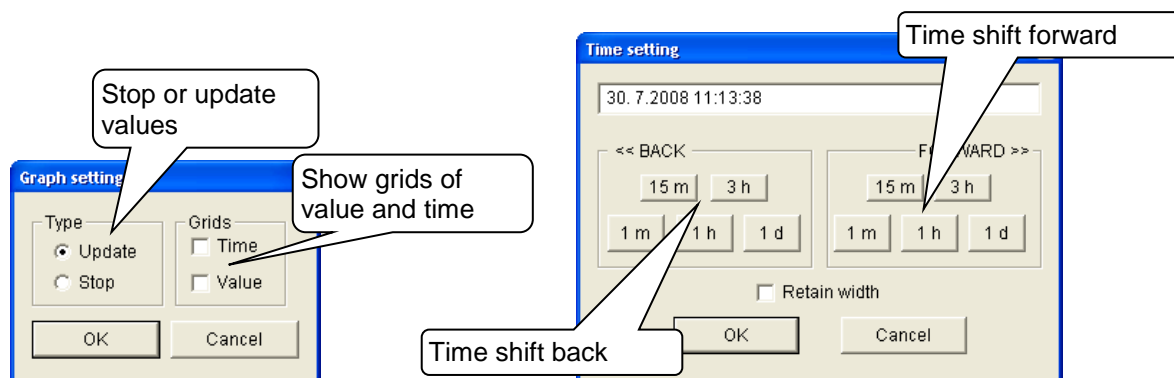 Time shift forward
Time setting
Stop or update
values
30. 7.2008 11:13:38
<< BACK
15 m 3 h
1 m 1 h 1 d
FORWARD >>
15 m 3 h
1 m 1 h 1 d
Retain width
OK Cancel
Time shift back
Graph setting
Show grids of
value and time
Type
Update
Stop
Grids
Time
Value
OK Cancel